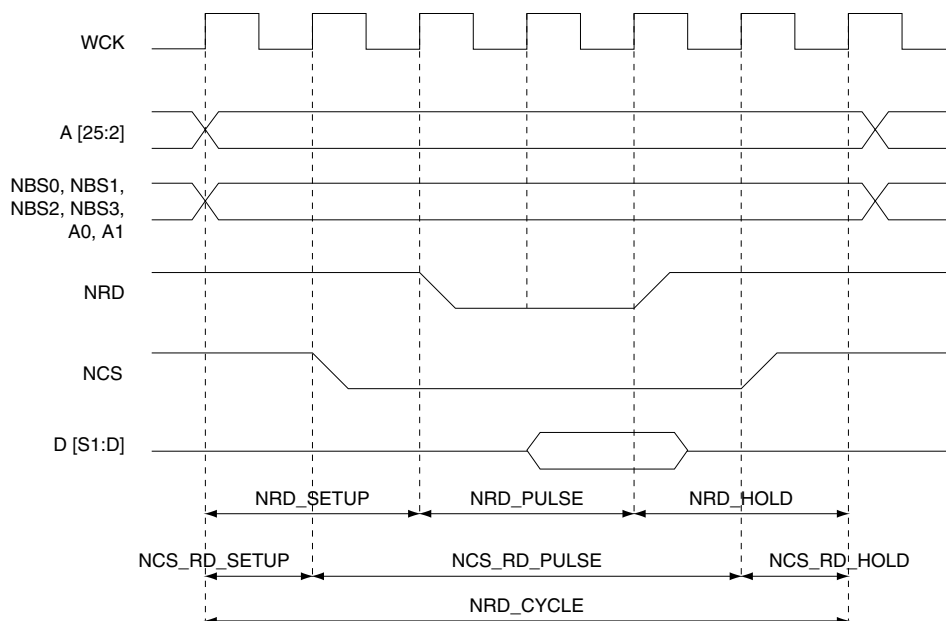 WCK
A [25:2]
NBS0, NBS1,
NBS2, NBS3,
A0, A1
NRD
NCS
D [S1:D]
NRD_SETUP NRD_PULSE NRD_HOLD
NCS_RD_SETUP NCS_RD_PULSE NCS_RD_HOLD
NRD_CYCLE